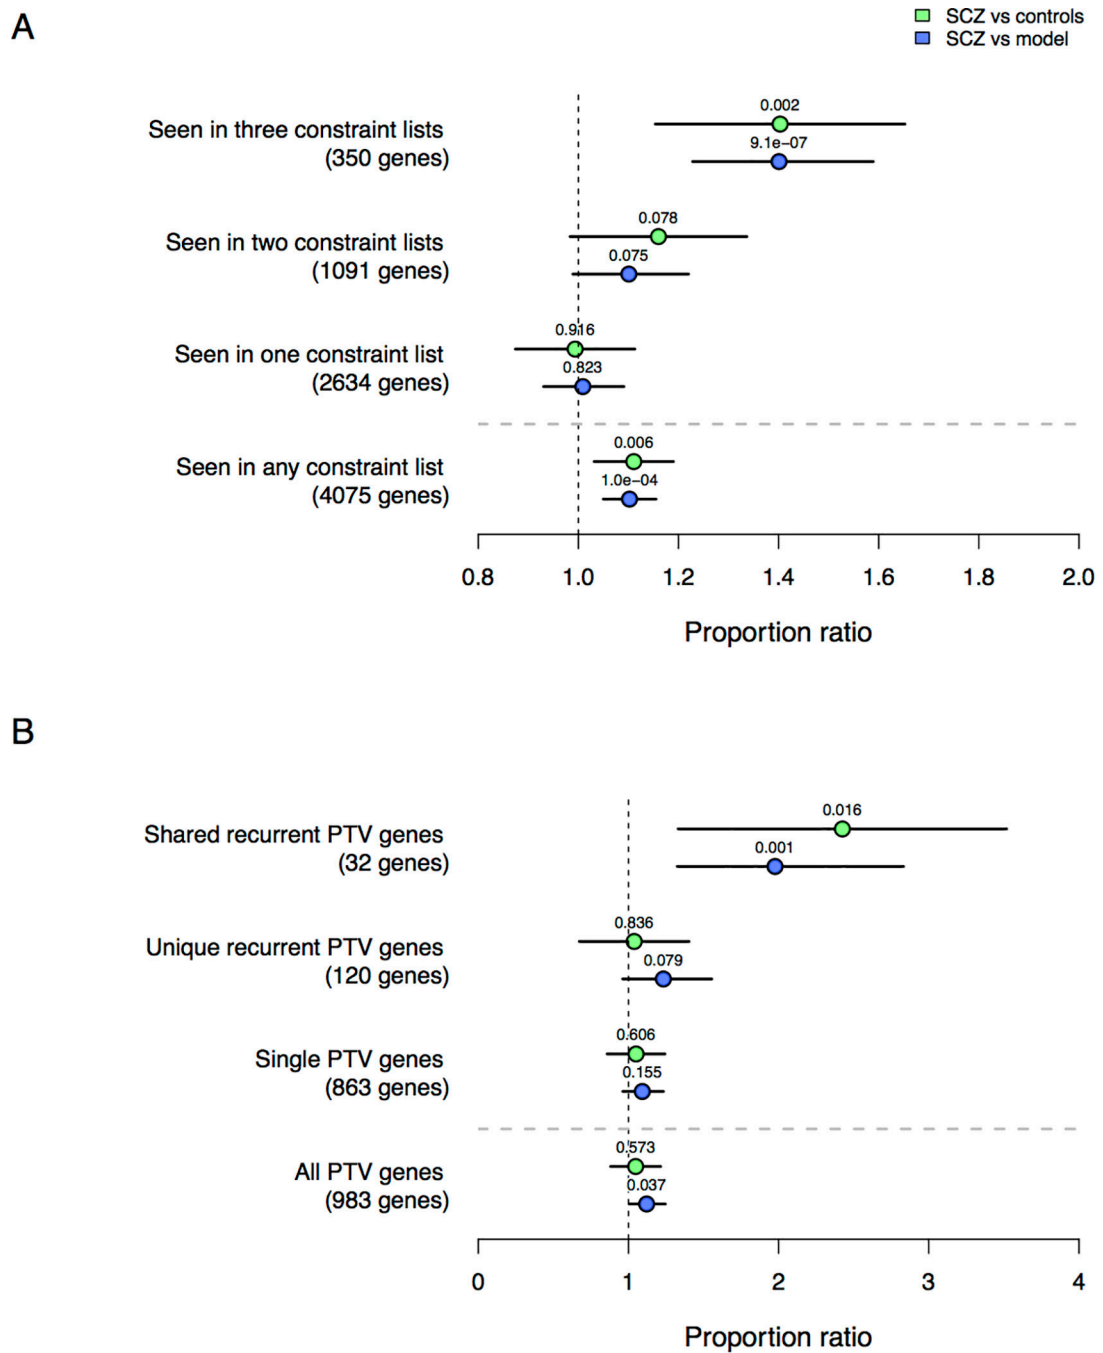 A
SCZ vs controls
SCZ vs model
Seen in three constraint lists
(350 genes)
0.002
9.1e−07
Seen in two constraint lists
(1091 genes)
0.078
0.075
Seen in one constraint list
(2634 genes)
0.916
0.823
Seen in any constraint list
(4075 genes)
0.006
1.0e−04
0.8 1.0 1.2 1.4 1.6 1.8 2.0
Proportion ratio
B
Shared recurrent PTV genes
(32 genes)
0.016
0.001
Unique recurrent PTV genes
(120 genes)
0.836
0.079
Single PTV genes
(863 genes)
0.606
0.155
All PTV genes
(983 genes)
0.573
0.037
0 1 2 3 4
Proportion ratio